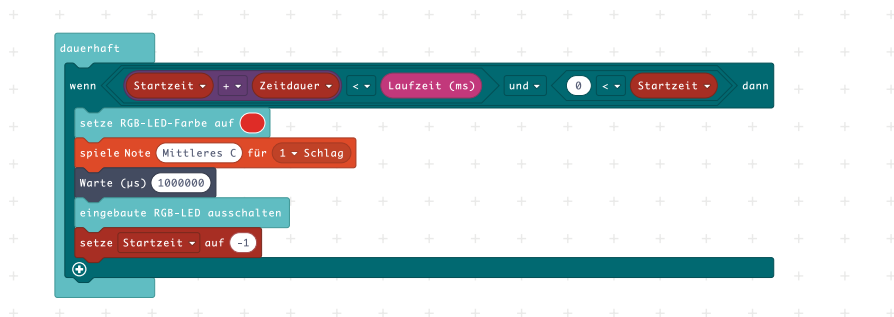 dauerhaft
wenn Startzeit + Zeitdauer < Laufzeit (ms) und 0 < Startzeit dann
setze RGB-LED-Farbe auf
spiele Note Mittleres C für 1 Schlag
Warte (µs) 1000000
eingebaute RGB-LED ausschalten
setze Startzeit auf -1